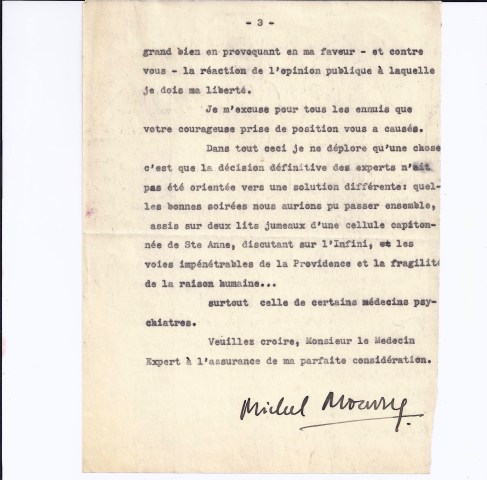 - 3 -
grand bien en provoquant en ma faveur - et contre
vous - la réaction de l'opinion publique à laquelle
je dois ma liberté.
Je m'excuse pour tous les ennuis que
votre courageuse prise de position vous a causés.
Dans tout ceci je ne déplore qu'une chose
c'est que la décision définitive des experts n'ait
pas été orientée vers une solution différente: quel-
les bonnes soirées nous aurions pu passer ensemble,
assis sur deux lits jumeaux d'une cellule capiton-
née de Ste Anne, discutant sur l'Infini, et les
voies impénétrables de la Providence et la fragilité
de la raison humaine...
surtout celle de certains médecins psy-
chiatres.
Veuillez croire, Monsieur le Medecin
Expert à l'assurance de ma parfaite considération.
Michel Mourre